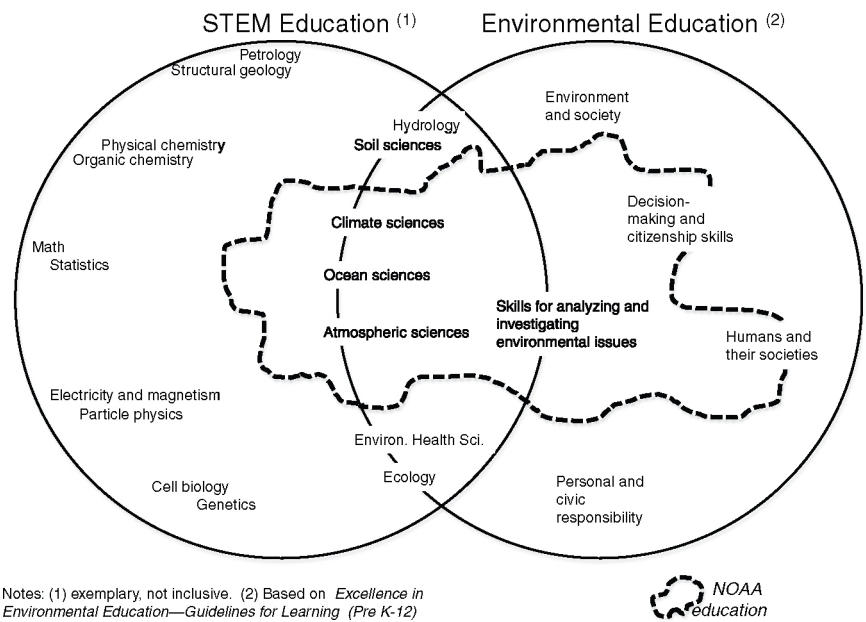 STEM Education (1)
Environmental Education (2)
Petrology
Structural geology
Environment
and society
Hydrology
Soil sciences
Physical chemistry
Organic chemistry
Decision-
making and
citizenship skills
Climate sciences
Math
Statistics
Ocean sciences
Skills for analyzing and
investigating
environmental issues
Atmospheric sciences
Humans and
their societies
Electricity and magnetism
Particle physics
Environ. Health Sci.
Ecology
Cell biology
Genetics
Personal and
civic
responsibility
Notes: (1) exemplary, not inclusive. (2) Based on Excellence in
Environmental Education—Guidelines for Learning (Pre K-12)
NOAA
education